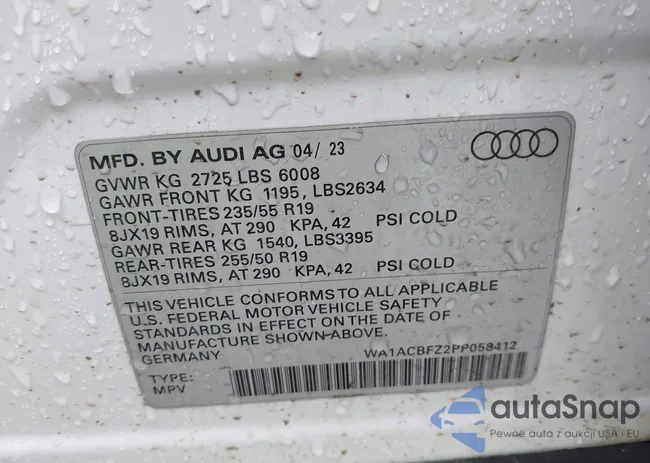 MFD. BY AUDI AG 04/ 23
GVWR KG 2725 LBS 6008
GAWR FRONT KG 1195, LBS2634
FRONT-TIRES 235/55 R19
8JX19 RIMS, AT 290 KPA, 42 PSI COLD
GAWR REAR KG 1540, LBS3395
REAR-TIRES 255/50 R19
8JX19 RIMS, AT 290 KPA, 42 PSI COLD
THIS VEHICLE CONFORMS TO ALL APPLICABLE
U.S. FEDERAL MOTOR VEHICLE SAFETY
STANDARDS IN EFFECT ON THE DATE OF
MANUFACTURE SHOWN ABOVE.
GERMANY WA1ACBFZ2PP058412
TYPE:
MPV
autaSnap
Pewne auta z aukcji USA i EU